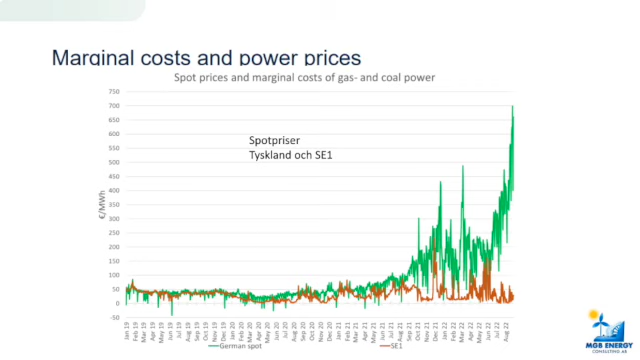 Marginal costs and power prices
Spot prices and marginal costs of gas- and coal power
750
700
650
600
550
500
450
400
350
300
250
200
150
100
50
0
-50
€/MWh
Spotpriser
Tyskland och SE1
Jan 19
Feb 19
Mar 19
Apr 19
May 19
Jun 19
Jul 19
Aug 19
Sep 19
Oct 19
Nov 19
Dec 19
Jan 20
Feb 20
Mar 20
Apr 20
May 20
Jun 20
Jul 20
Aug 20
Sep 20
Oct 20
Nov 20
Dec 20
Jan 21
Feb 21
Mar 21
Apr 21
May 21
Jun 21
Jul 21
Aug 21
Sep 21
Oct 21
Nov 21
Dec 21
Jan 22
Feb 22
Mar 22
Apr 22
May 22
Jun 22
Jul 22
Aug 22
German spot
SE1
MGB ENERGY
CONSULTING AB